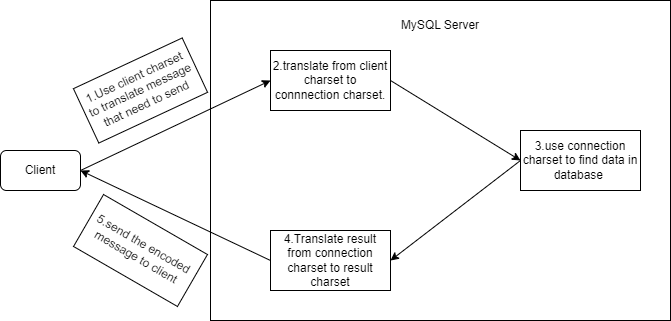 MySQL Server
1.Use client charset
to translate message
that need to send
2.translate from client
charset to
connnection charset.
3.use connection
charset to find data in
database
Client
4.Translate result
from connection
charset to result
charset
5.send the encoded
message to client